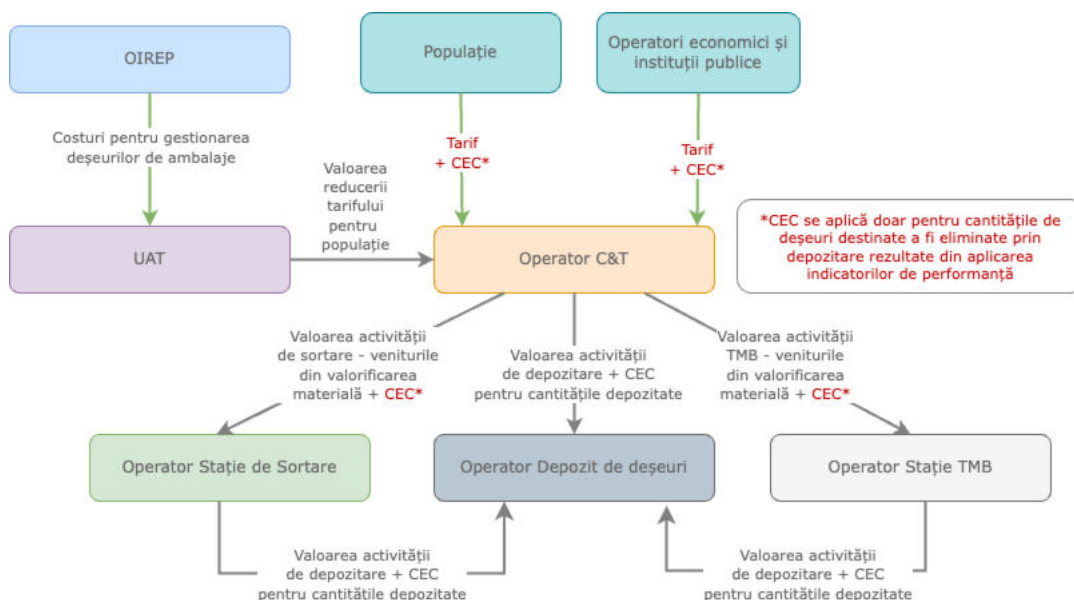 OIREP
Populație
Operatori economici și
instituții publice
Costuri pentru gestionarea
deșeurilor de ambalaje
Valoarea
reducerii
tarifului
pentru
populație
Tarif
+ CEC*
Tarif
+ CEC*
UAT
Operator C&T
*CEC se aplică doar pentru cantitățile de
deșeuri destinate a fi eliminate prin
depozitare rezultate din aplicarea
indicatorilor de performanță
Valoarea activității
de sortare - veniturile
din valorificarea
materială + CEC*
Valoarea activității
de depozitare + CEC
pentru cantitățile depozitate
Valoarea activității
TMB - veniturile
din valorificarea
materială + CEC*
Operator Stație de Sortare
Operator Depozit de deșeuri
Operator Stație TMB
Valoarea activității
de depozitare + CEC
pentru cantitățile depozitate
Valoarea activității
de depozitare + CEC
pentru cantitățile depozitate